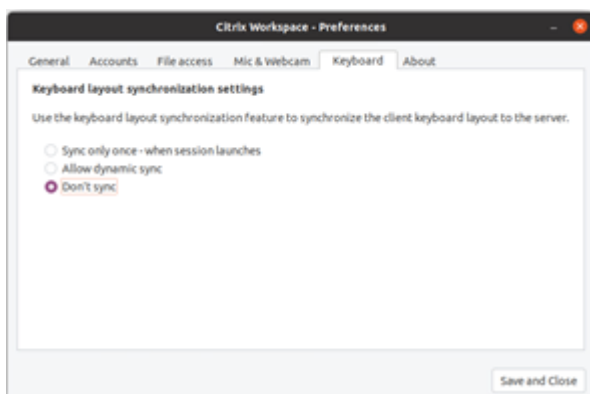 Citrix Workspace - Preferences
General Accounts File access Mic & Webcam Keyboard About
Keyboard layout synchronization settings
Use the keyboard layout synchronization feature to synchronize the client keyboard layout to the server.
Sync only once - when session launches
Allow dynamic sync
Don't sync
Save and Close